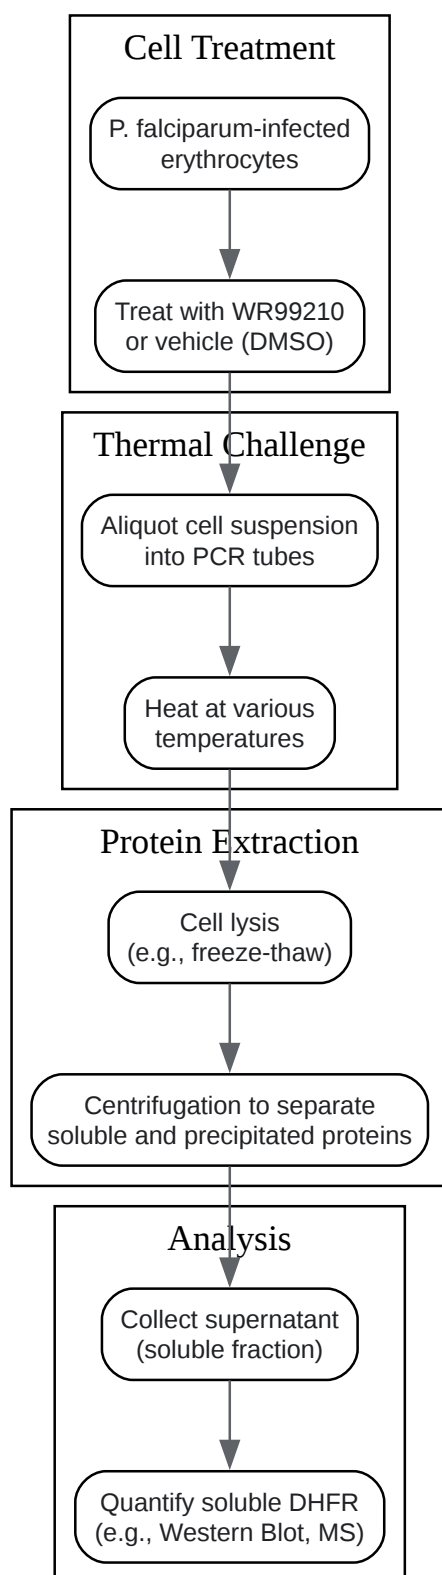 Cell Treatment
P. falciparum-infected
erythrocytes
Treat with WR99210
or vehicle (DMSO)
Thermal Challenge
Aliquot cell suspension
into PCR tubes
Heat at various
temperatures
Protein Extraction
Cell lysis
(e.g., freeze-thaw)
Centrifugation to separate
soluble and precipitated proteins
Analysis
Collect supernatant
(soluble fraction)
Quantify soluble DHFR
(e.g., Western Blot, MS)